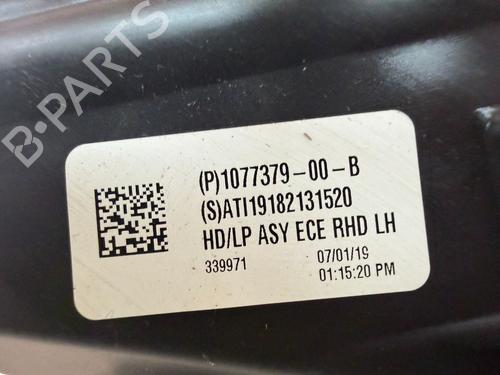 B-PARTS
(P)1077379-00-B
(S)ATI19182131520
HD/LP ASY ECE RHD LH
339971
07/01/19
01:15:20 PM